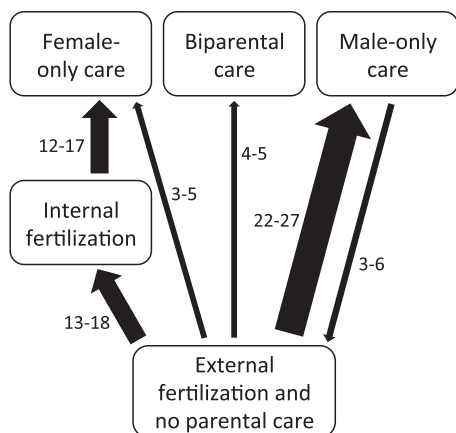 Female-
only care
Biparental
care
Male-only
care
12-17
4-5
3-5
Internal
fertilization
22-27
3-6
13-18
External
fertilization and
no parental care